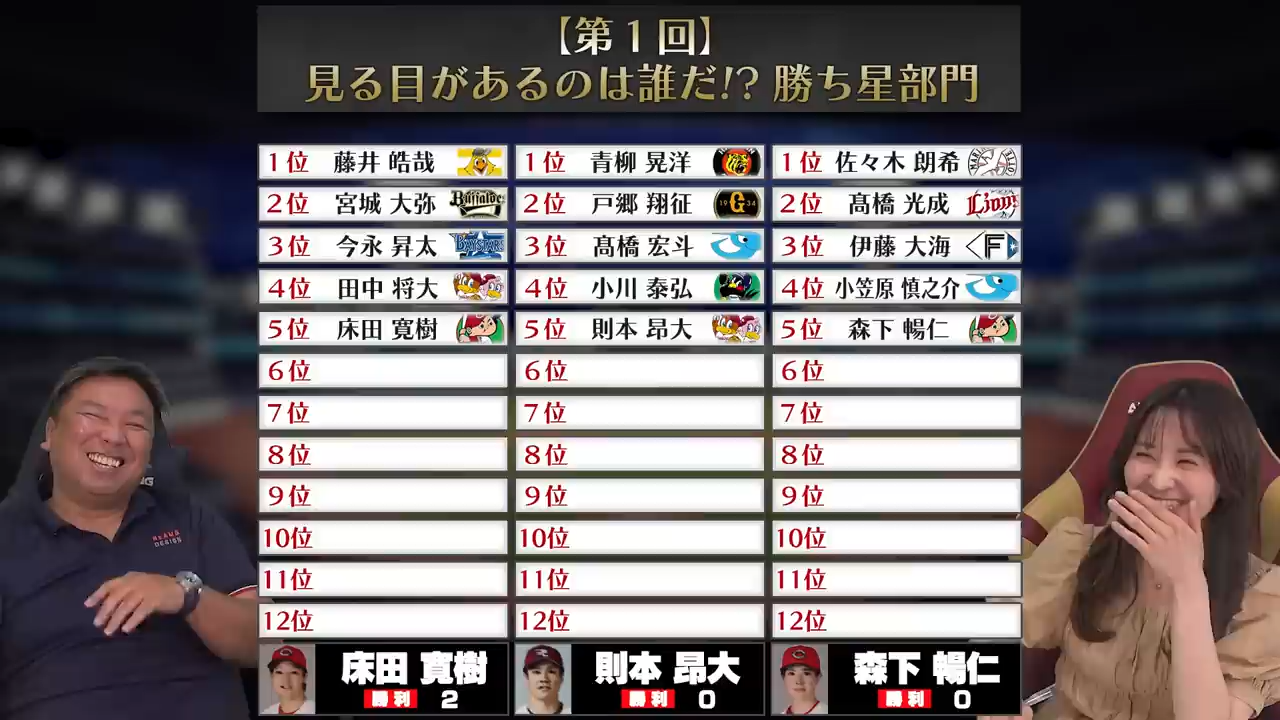 【第1回】
見る目があるのは誰だ!? 勝ち星部門
1位 藤井 皓哉
1位 青柳 晃洋
1位 佐々木 朗希
2位 宮城 大弥 Buffaloes
2位 戸郷 翔征 19 G 34
2位 髙橋 光成 Lions
3位 今永 昇太 BAYSTARS
3位 髙橋 宏斗
3位 伊藤 大海 F
4位 田中 将大
4位 小川 泰弘
4位 小笠原 慎之介
5位 床田 寛樹
5位 則本 昂大
5位 森下 暢仁
6位
6位
6位
7位
7位
7位
8位
8位
8位
9位
9位
9位
10位
10位
10位
11位
11位
11位
12位
12位
12位
床田 寛樹
勝利 2
則本 昂大
勝利 0
森下 暢仁
勝利 0